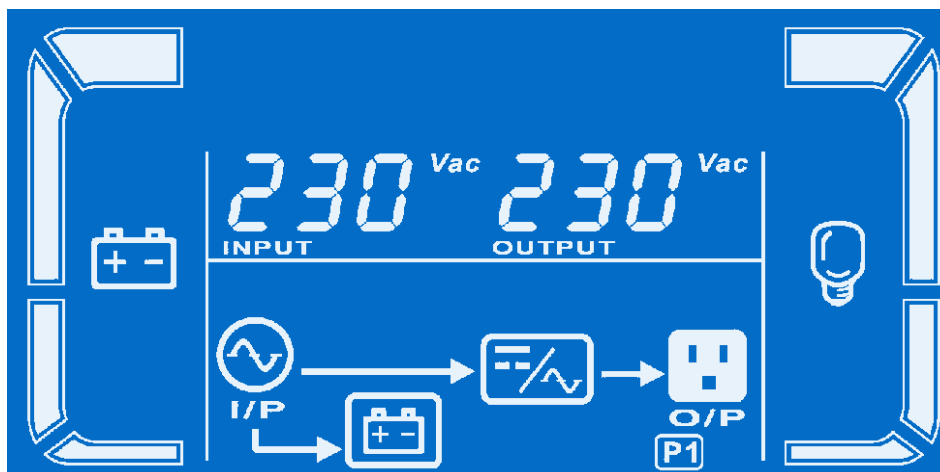 230 Vac 230 Vac
INPUT OUTPUT
I/P
O/P
P1